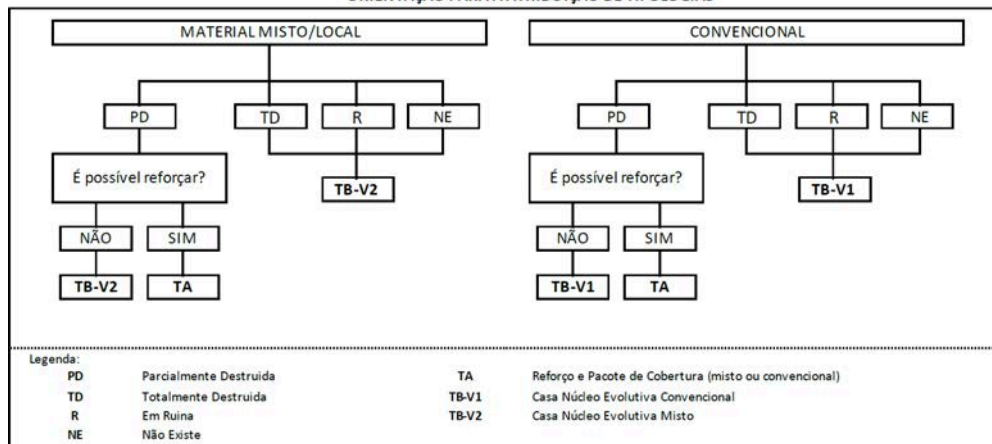 MATERIAL MISTO/LOCAL
PD TD R NE
É possível reforçar?
TB-V2
NÃO SIM
TB-V2 TA
CONVENCIONAL
PD TD R NE
É possível reforçar?
TB-V1
NÃO SIM
TB-V1 TA
Legenda:
PD Parcialmente Destruida
TD Totalmente Destruida
R Em Ruina
NE Não Existe
TA Reforço e Pacote de Cobertura (misto ou convencional)
TB-V1 Casa Núcleo Evolutiva Convencional
TB-V2 Casa Núcleo Evolutiva Misto